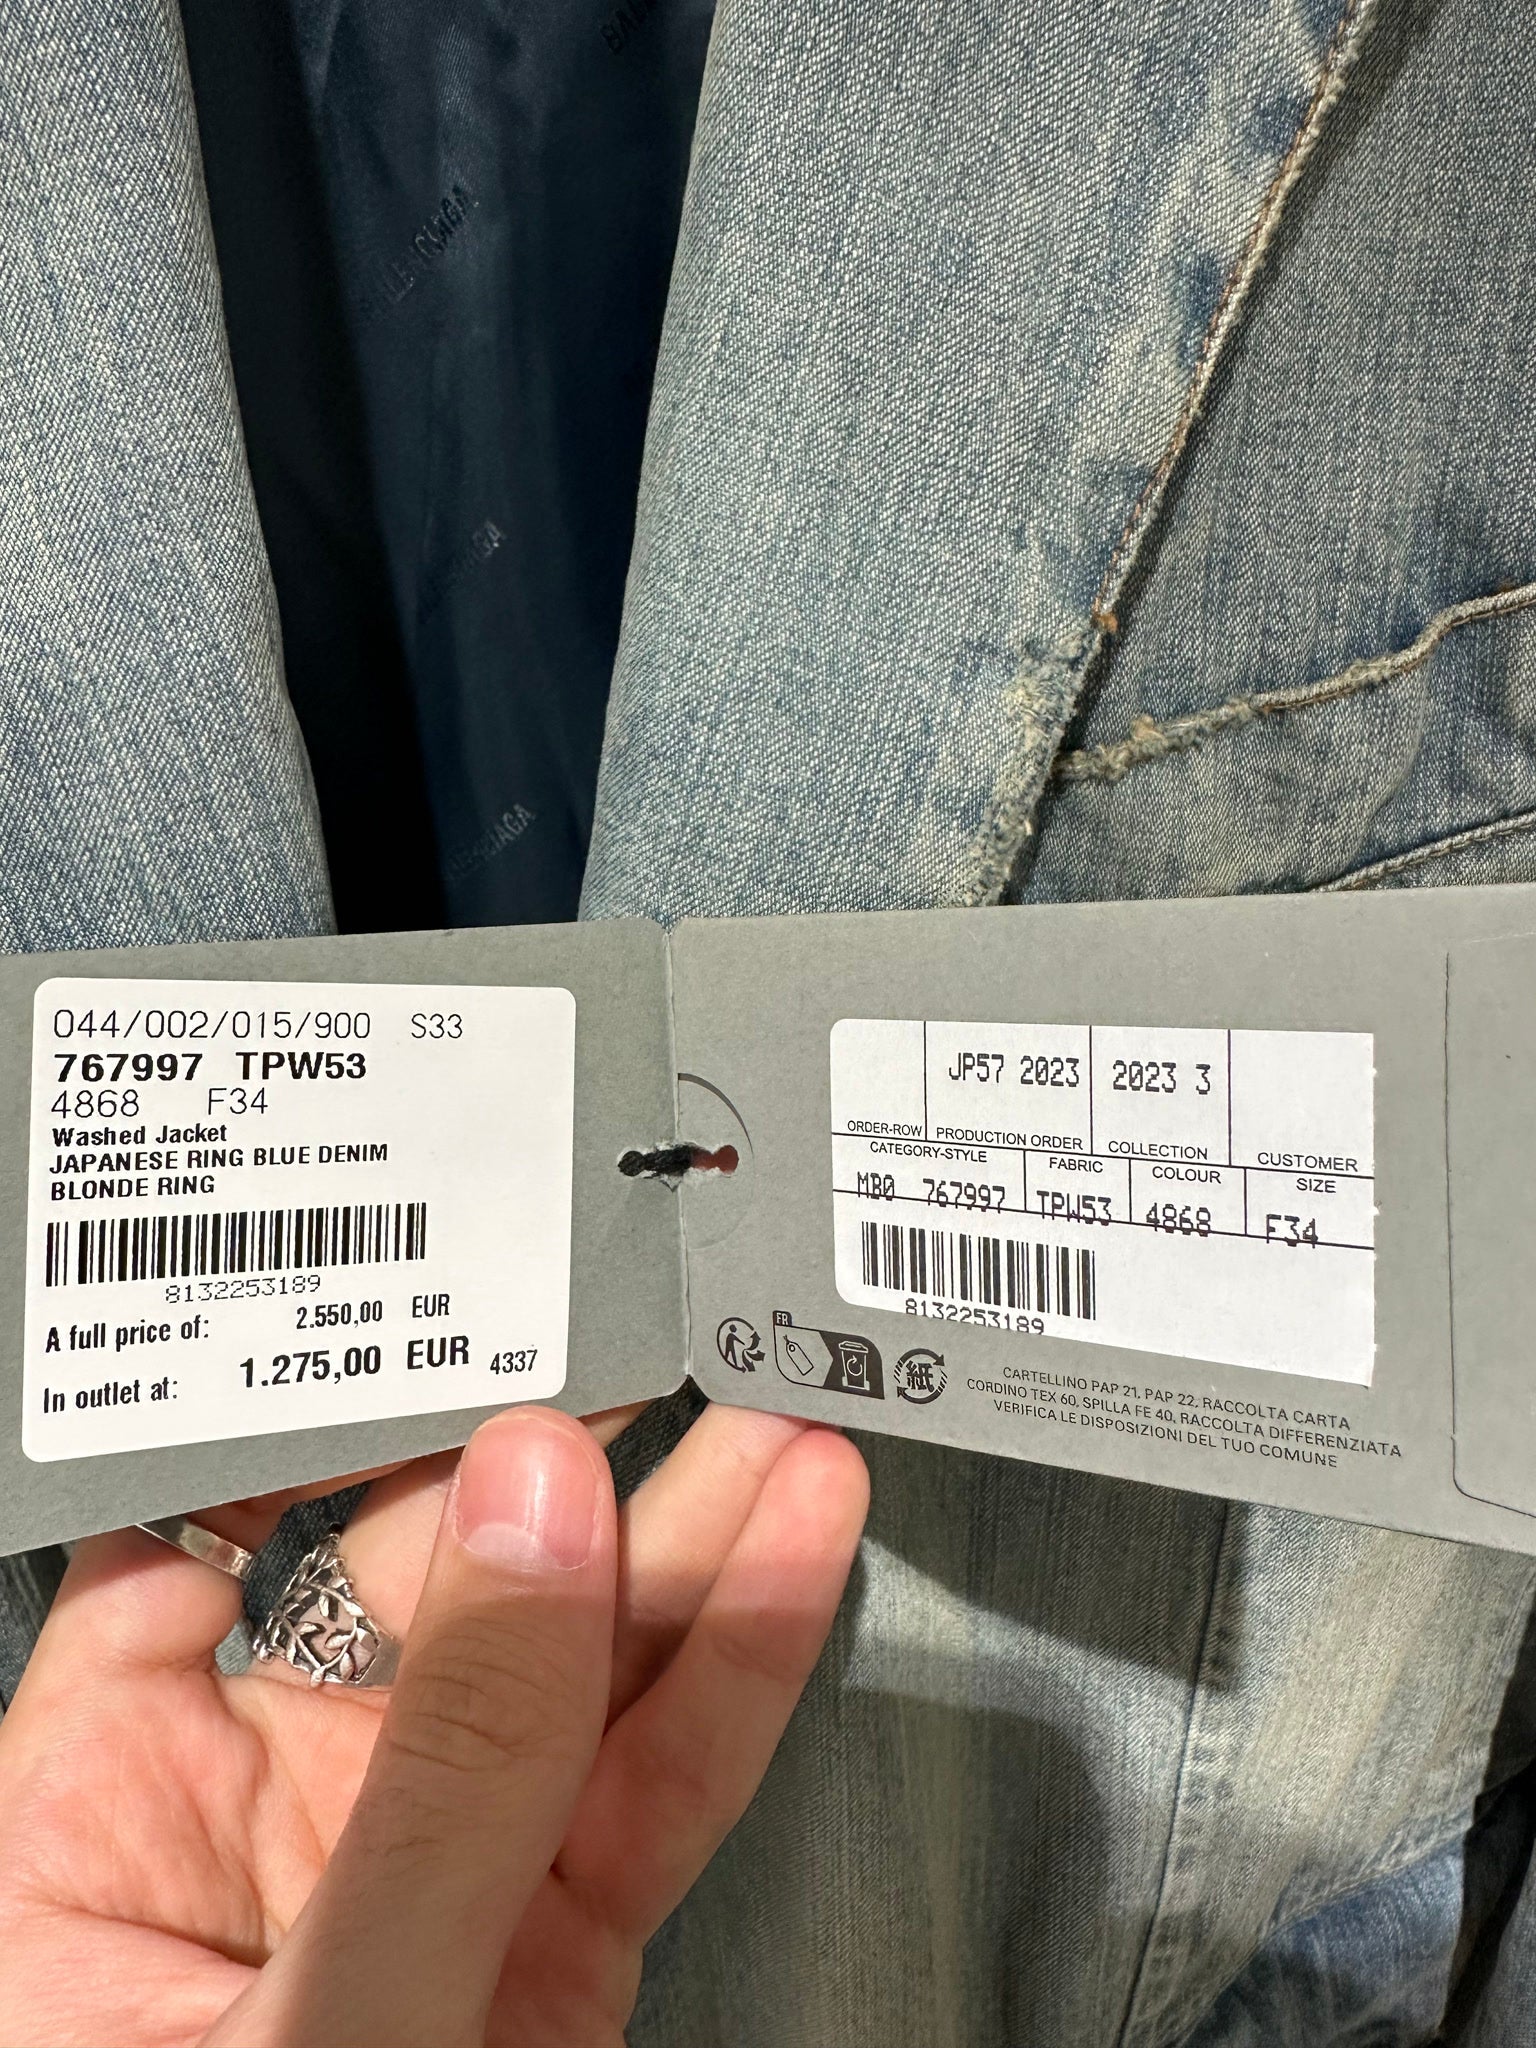 BALENCIAGA
BALENCIAGA
BALENCIAGA
044/002/015/900 S33
767997 TPW53
4868 F34
Washed Jacket
JAPANESE RING BLUE DENIM
BLONDE RING
8132253189
A full price of: 2.550,00 EUR
In outlet at: 1.275,00 EUR 4337
JP57 2023 2023 3
ORDER-ROW PRODUCTION ORDER COLLECTION CUSTOMER
CATEGORY-STYLE FABRIC COLOUR SIZE
MB0 767997 TPW53 4868 F34
8132253189
FR
紙
CARTELLINO PAP 21, PAP 22, RACCOLTA CARTA
CORDINO TEX 60, SPILLA FE 40, RACCOLTA DIFFERENZIATA
VERIFICA LE DISPOSIZIONI DEL TUO COMUNE